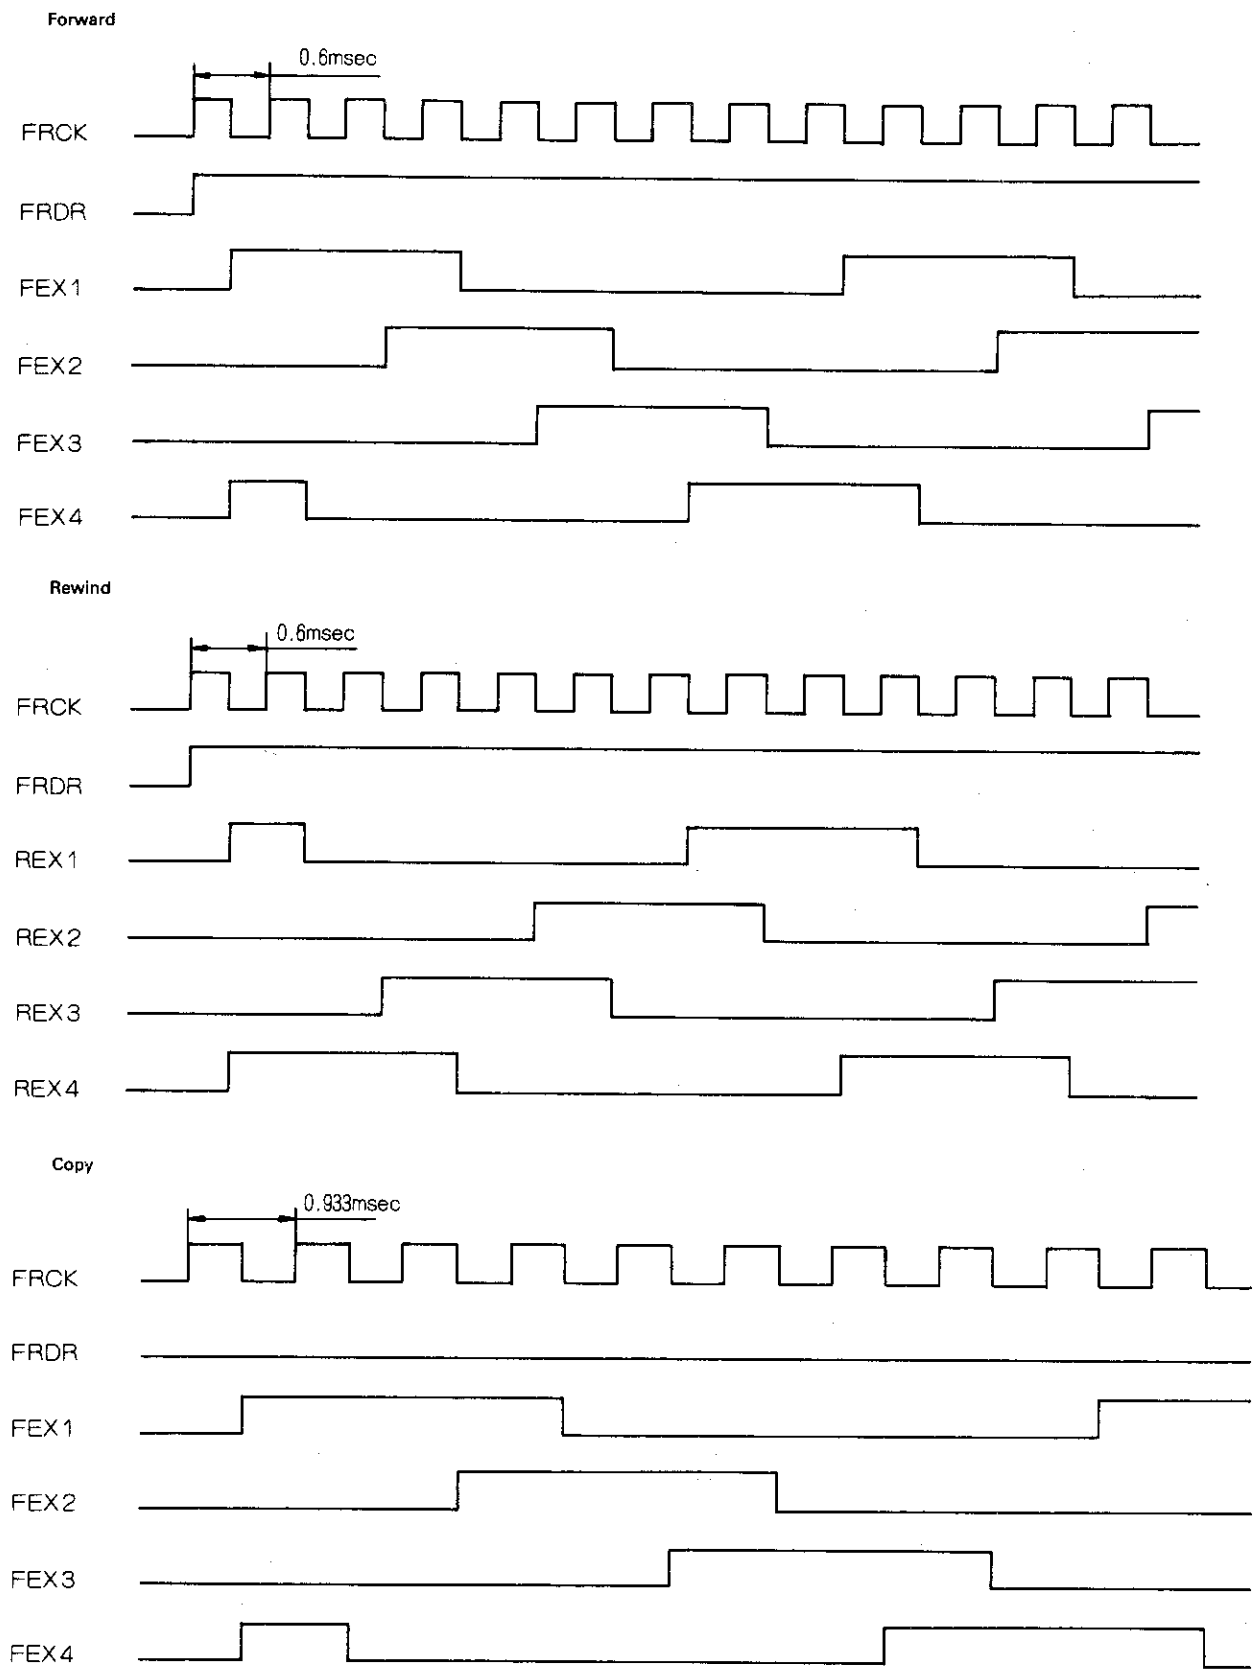 Forward
0.6msec
FRCK
FRDR
FEX1
FEX2
FEX3
FEX4
Rewind
0.6msec
FRCK
FRDR
REX1
REX2
REX3
REX4
Copy
0.933msec
FRCK
FRDR
FEX1
FEX2
FEX3
FEX4